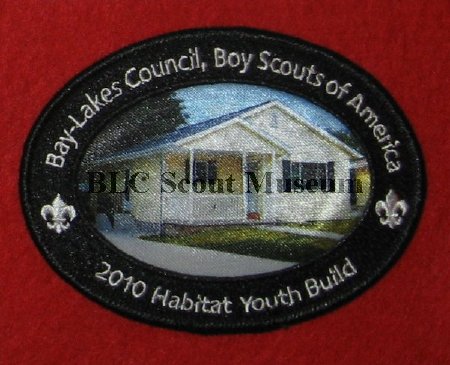 Bay-Lakes Council, Boy Scouts of America
BLC Scout Museum
2010 Habitat Youth Build